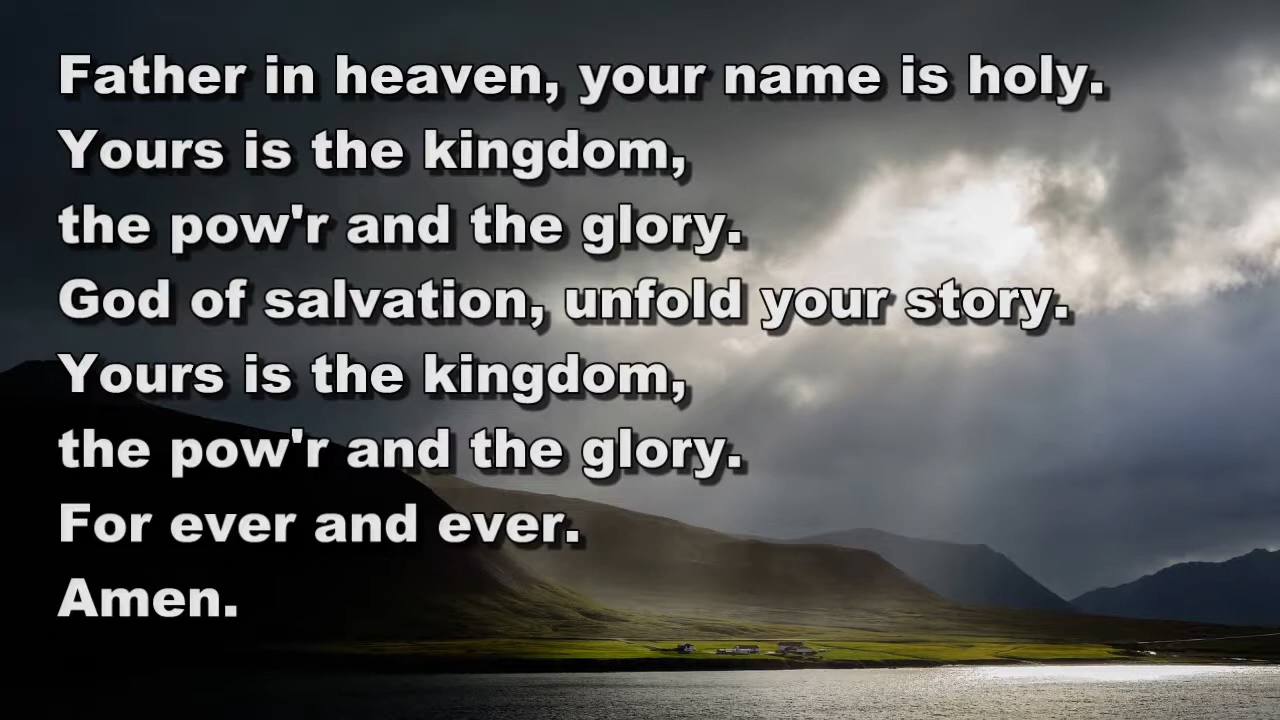 Father in heaven, your name is holy.
Yours is the kingdom,
the pow'r and the glory.
God of salvation, unfold your story.
Yours is the kingdom,
the pow'r and the glory.
For ever and ever.
Amen.